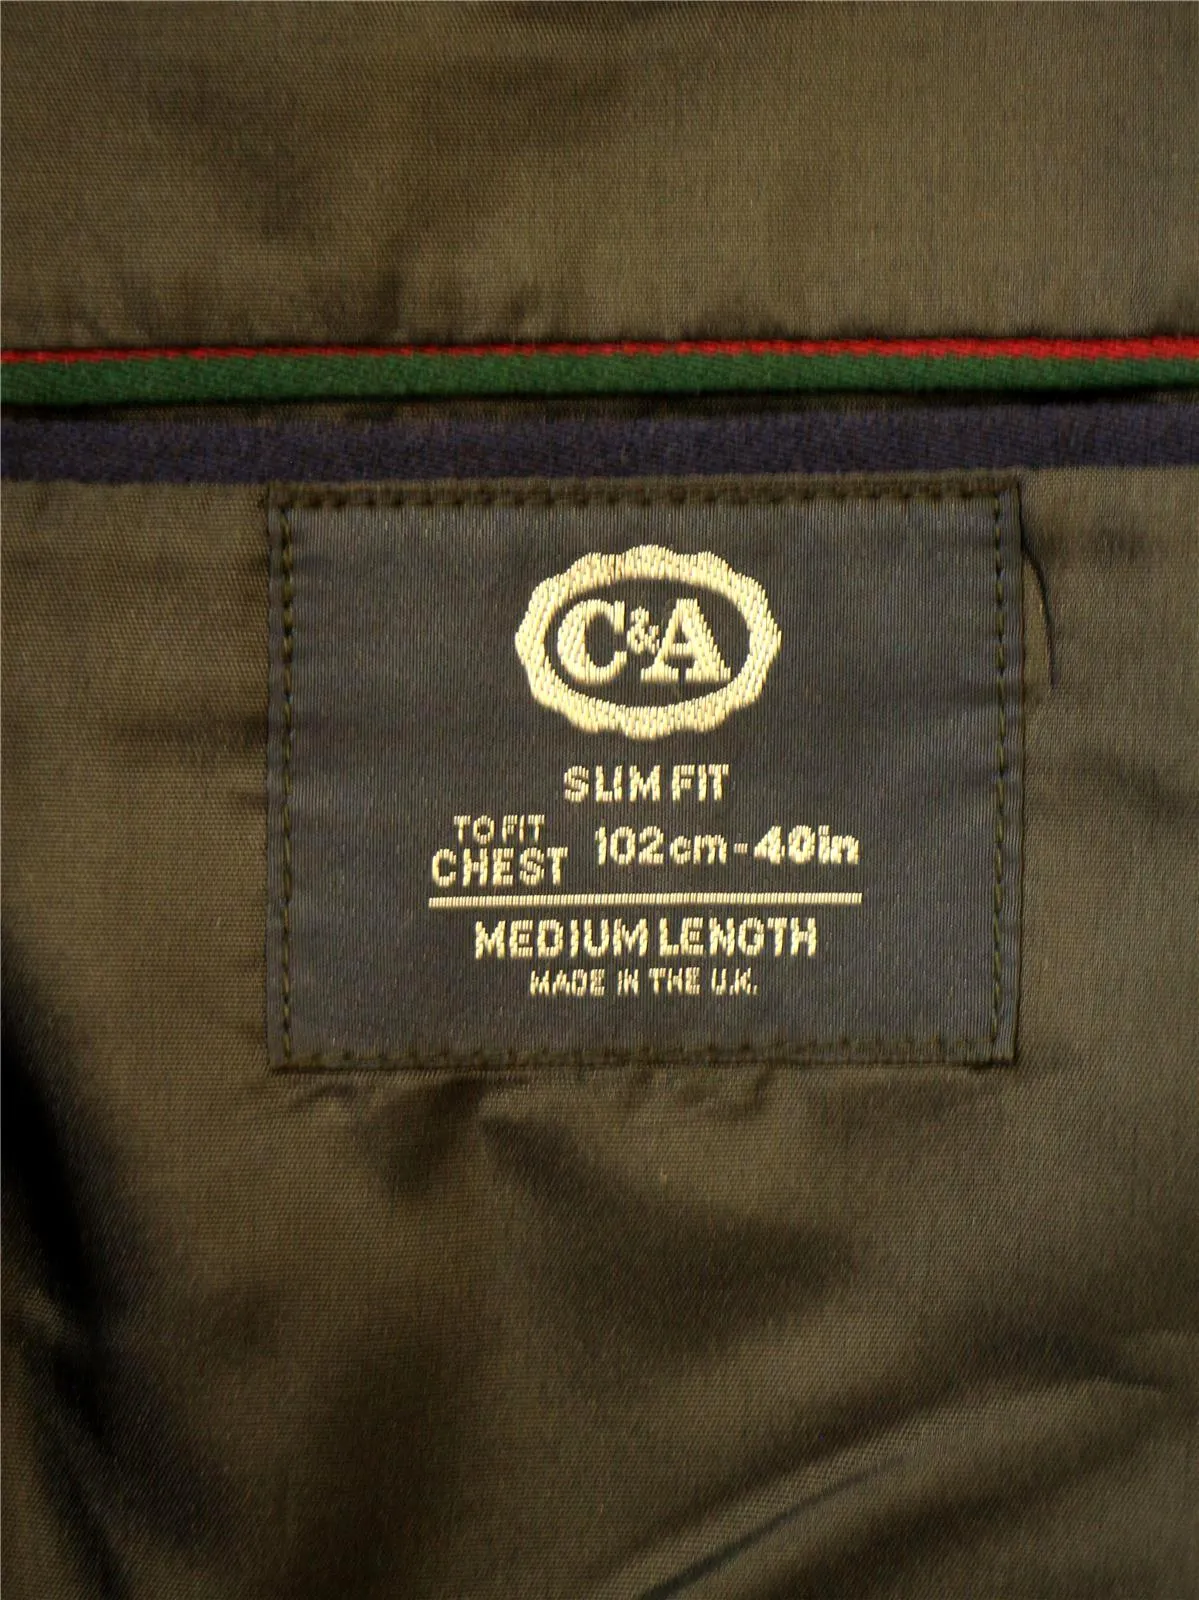 C&A
SLIM FIT
TO FIT
CHEST 102cm-40in
MEDIUM LENGTH
MADE IN THE U.K.